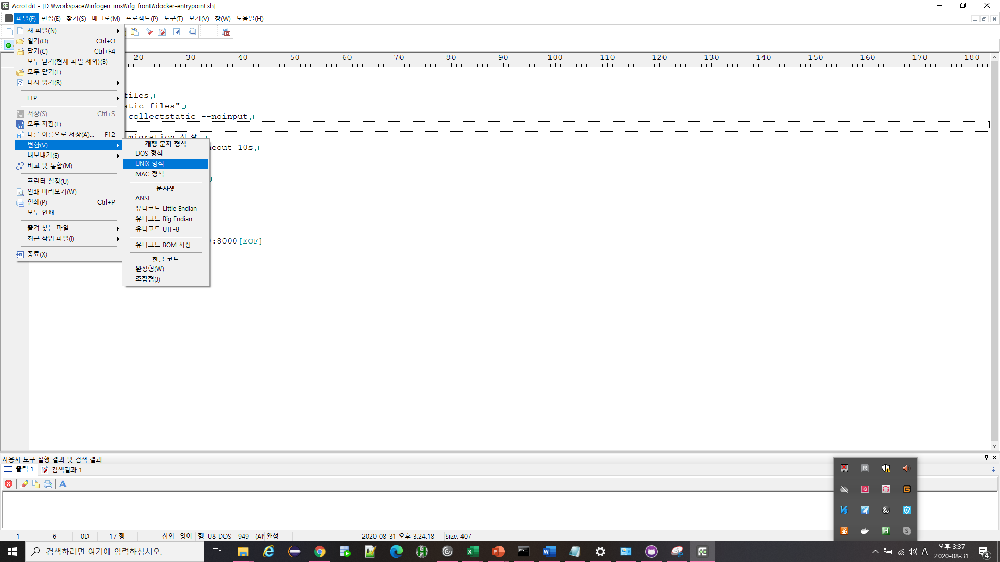 AcroEdit - [D:₩workspace₩infogen_ims₩ifg_front₩docker-entrypoint.sh]
파일(F) 편집(E) 찾기(S) 매크로(M) 프로젝트(P) 도구(T) 보기(V) 창(W) 도움말(H)
새 파일(N)
열기(O)... Ctrl+O
닫기(C) Ctrl+F4
모두 닫기(현재 파일 제외)(B)
모두 닫기(F)
다시 읽기(R)
FTP
저장(S) Ctrl+S
모두 저장(L)
다른 이름으로 저장(A)... F12
변환(V)
내보내기(E)
비교 및 통합(M)
프린터 설정(U)
인쇄 미리보기(W)
인쇄(P) Ctrl+P
모두 인쇄
즐겨 찾는 파일
최근 작업 파일(I)
종료(X)
개행 문자 형식
DOS 형식
UNIX 형식
MAC 형식
문자셋
ANSI
유니코드 Little Endian
유니코드 Big Endian
유니코드 UTF-8
유니코드 BOM 저장
한글 코드
완성형(W)
조합형(J)
20 30 40 50 60 70 80 90 100 110 120 130 140 150 160 170 180
files
atic files"
collectstatic --noinput
migration 시작
eout 10s
:8000[EOF]
사용자 도구 실행 결과 및 검색 결과
출력 1 검색결과 1
1 6 0D 17 행 삽입 영어 행 U8-DOS - 949 (AN 완성 2020-08-31 오후 3:24:18 Size: 407
검색하려면 여기에 입력하십시오.
A 오후 3:37
2020-08-31
4